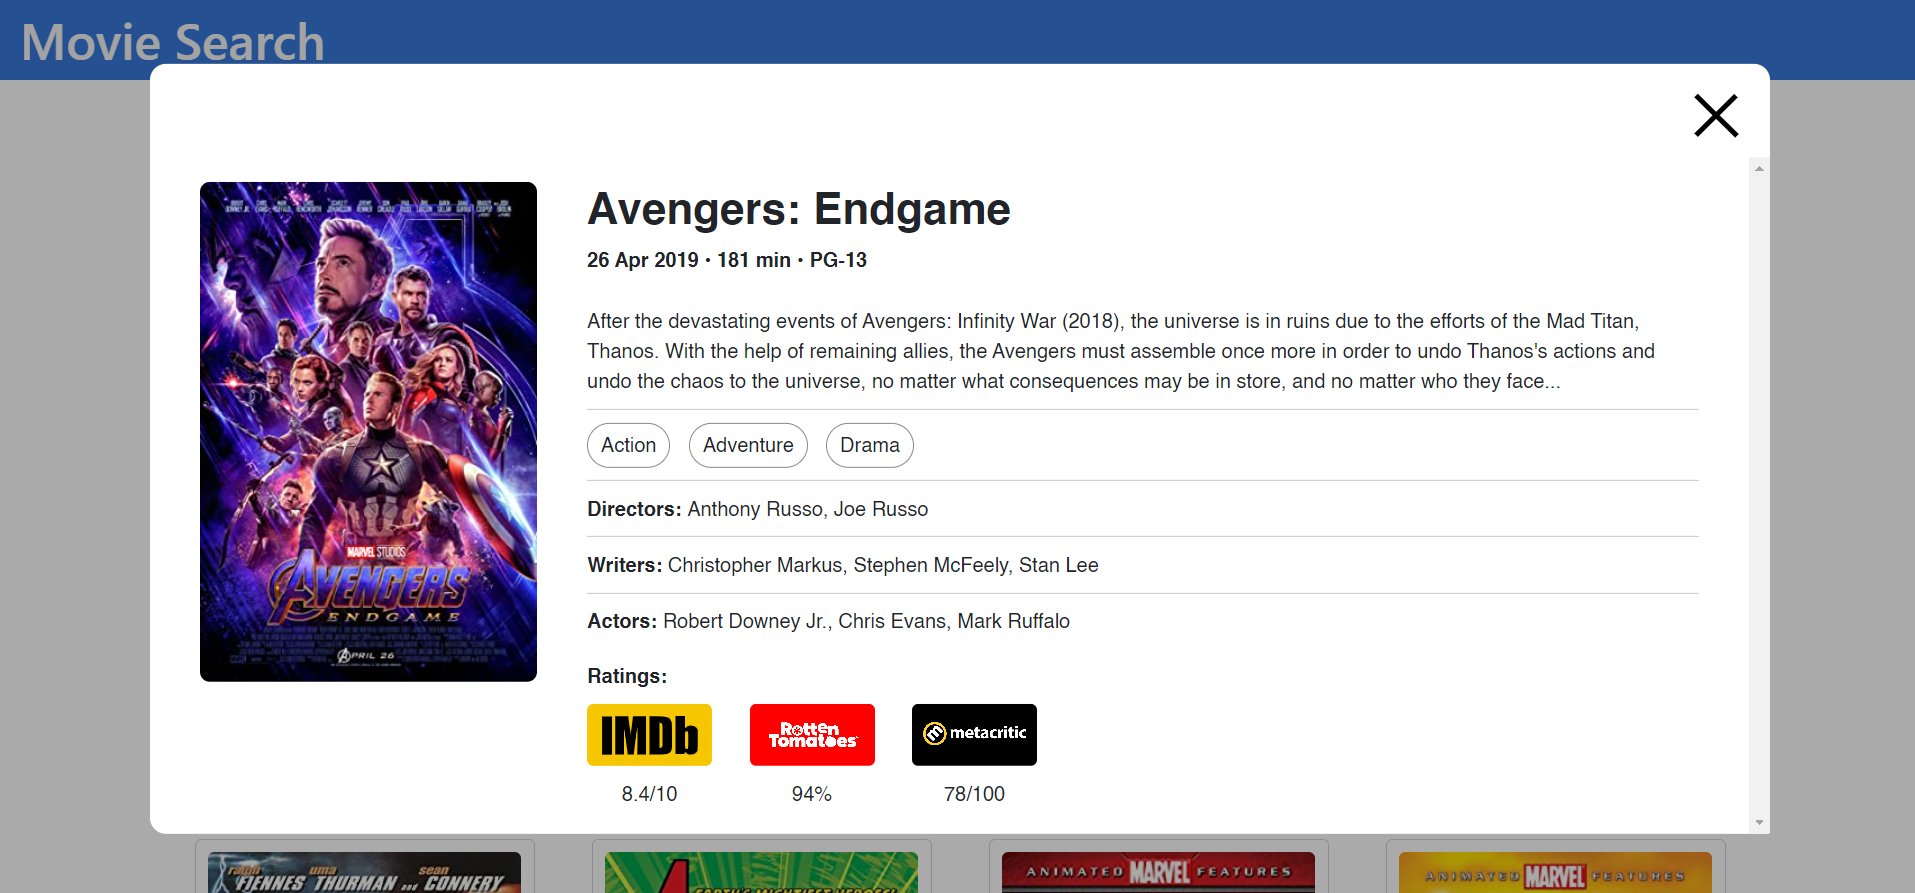 Movie Search
Avengers: Endgame
26 Apr 2019 • 181 min • PG-13
After the devastating events of Avengers: Infinity War (2018), the universe is in ruins due to the efforts of the Mad Titan,
Thanos. With the help of remaining allies, the Avengers must assemble once more in order to undo Thanos's actions and
undo the chaos to the universe, no matter what consequences may be in store, and no matter who they face...
Action Adventure Drama
Directors: Anthony Russo, Joe Russo
Writers: Christopher Markus, Stephen McFeely, Stan Lee
Actors: Robert Downey Jr., Chris Evans, Mark Ruffalo
Ratings:
IMDb
Rotten
Tomatoes
metacritic
8.4/10 94% 78/100
MARVEL STUDIOS
AVENGERS
ENDGAME
APRIL 26
ralph uma sean
FIENNES THURMAN and CONNERY
EARTH'S MIGHTIEST HEROES!
ANIMATED MARVEL FEATURES
ANIMATED MARVEL FEATURES